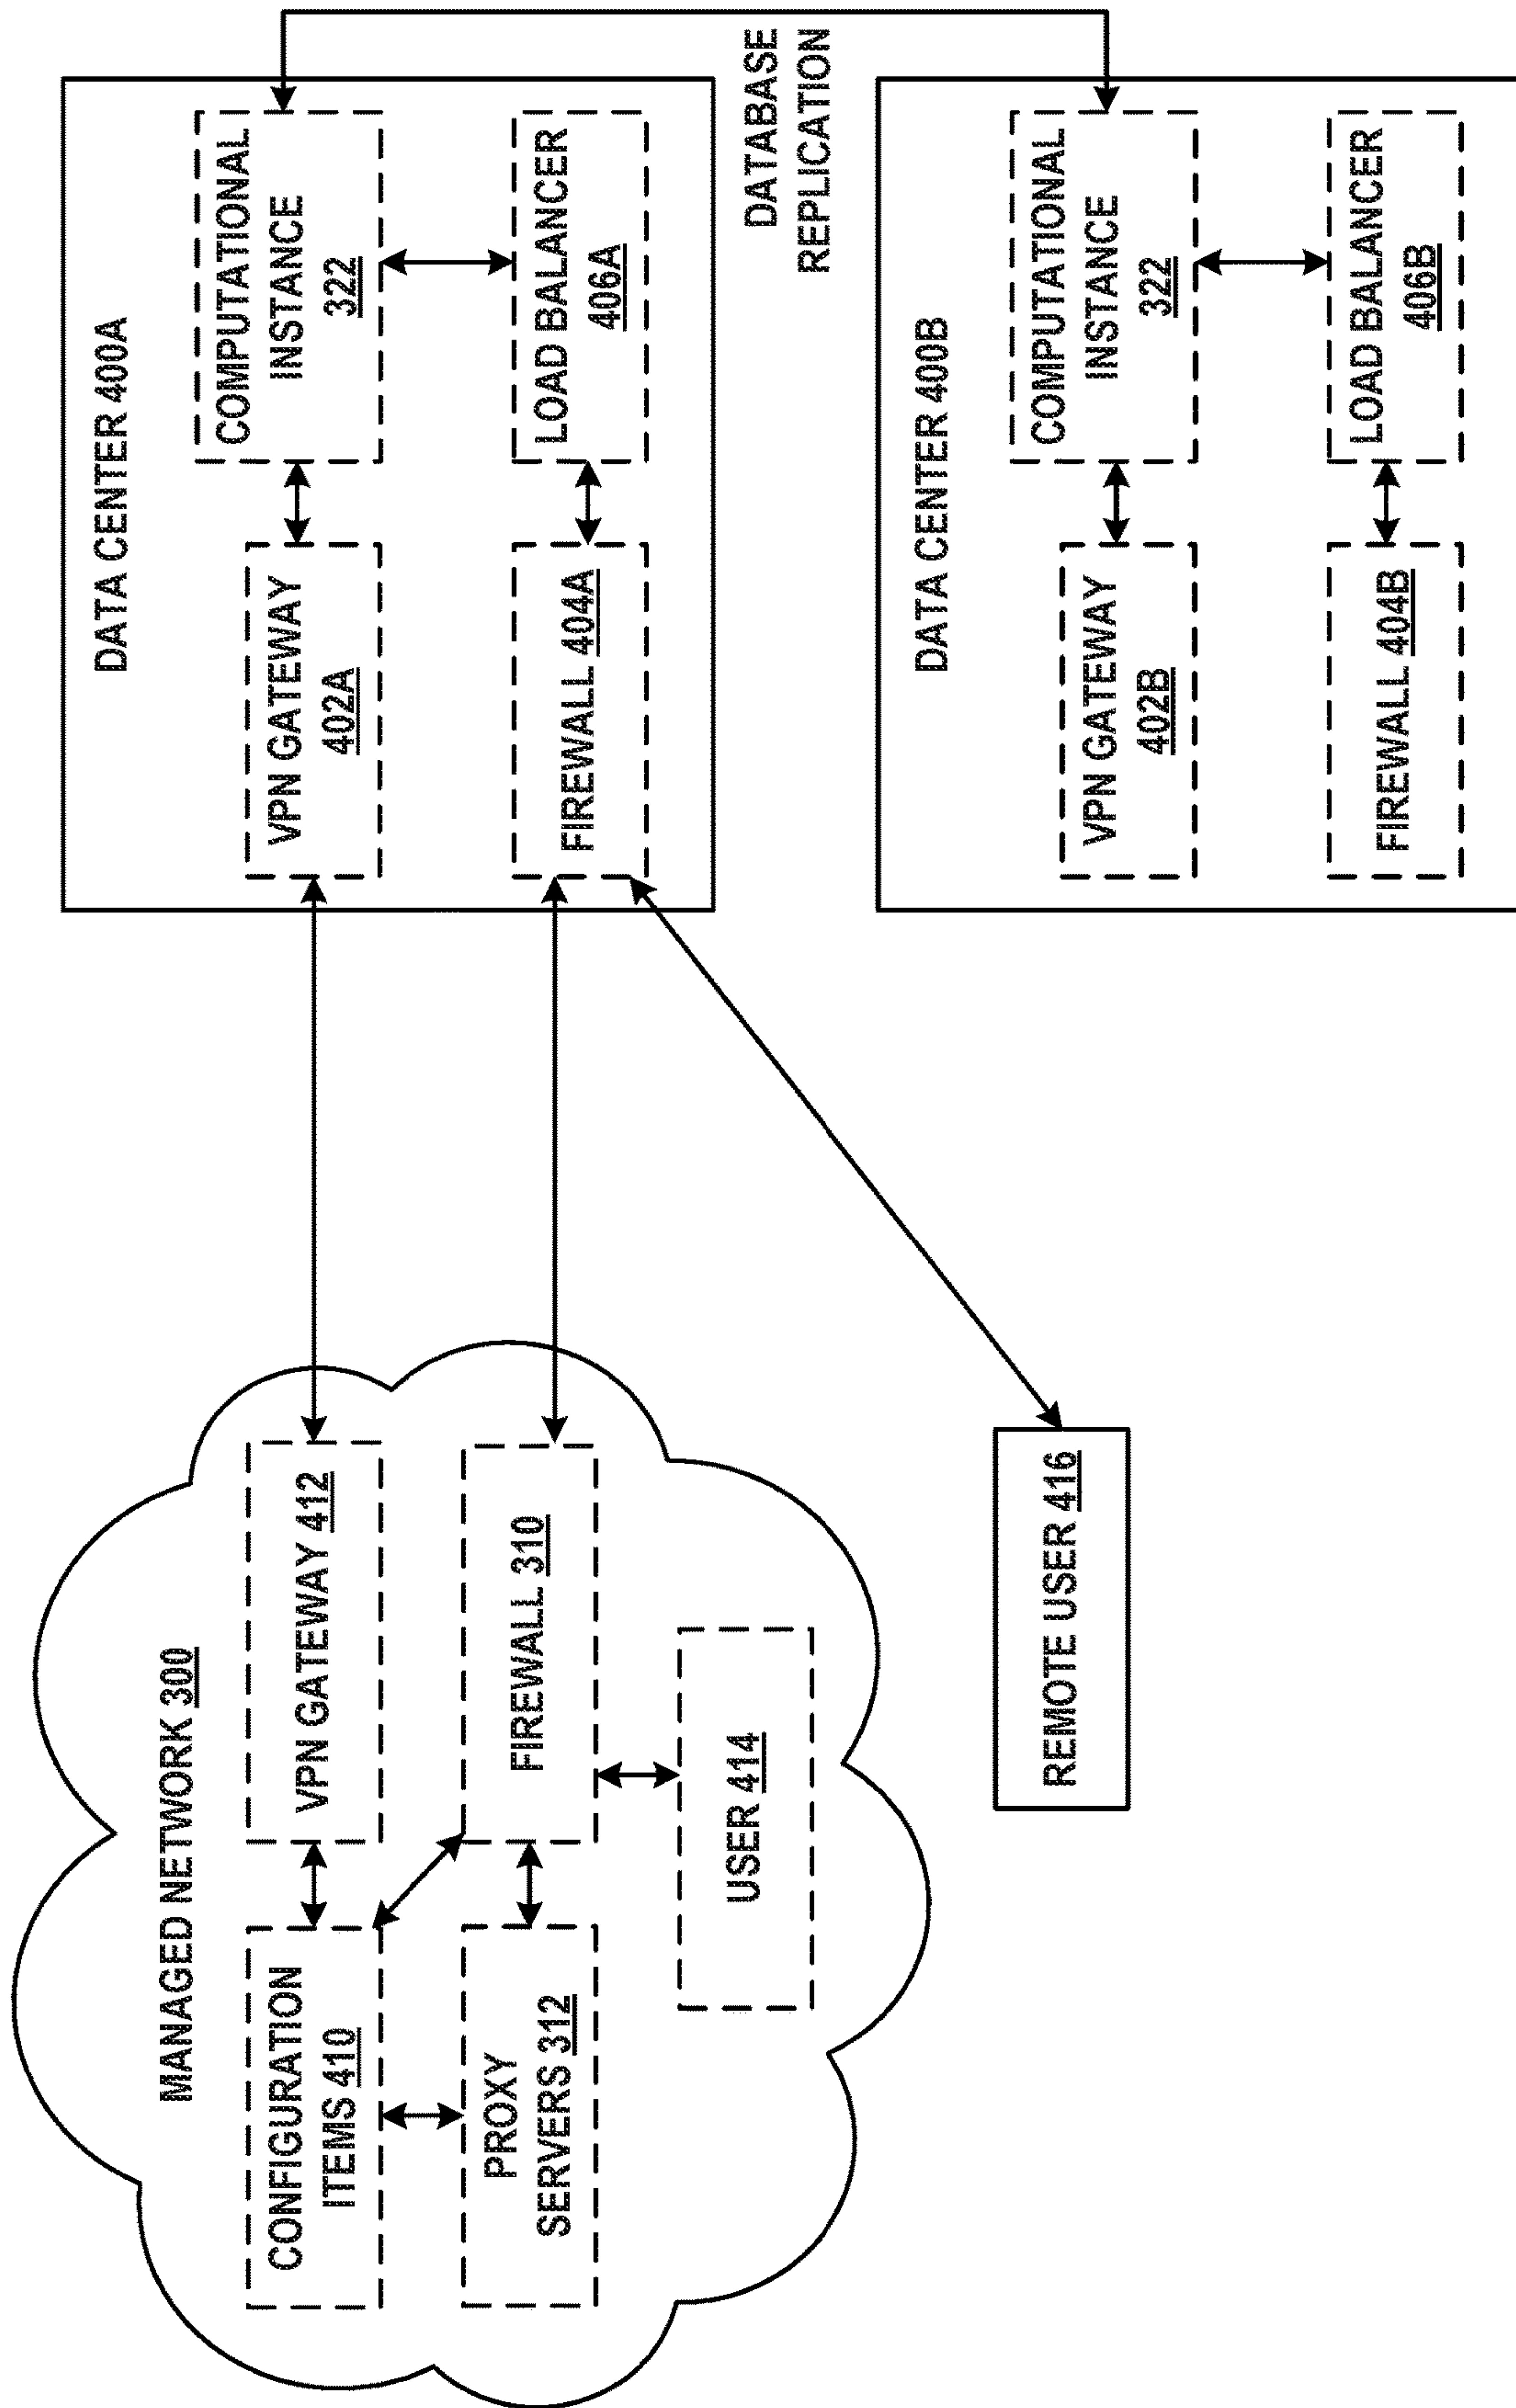 MANAGED NETWORK 300
CONFIGURATION
ITEMS 410
VPN GATEWAY 412
PROXY
SERVERS 312
FIREWALL 310
USER 414
REMOTE USER 416
DATA CENTER 400A
VPN GATEWAY
402A
COMPUTATIONAL
INSTANCE
322
FIREWALL 404A
LOAD BALANCER
406A
DATABASE
REPLICATION
DATA CENTER 400B
VPN GATEWAY
402B
COMPUTATIONAL
INSTANCE
322
FIREWALL 404B
LOAD BALANCER
406B